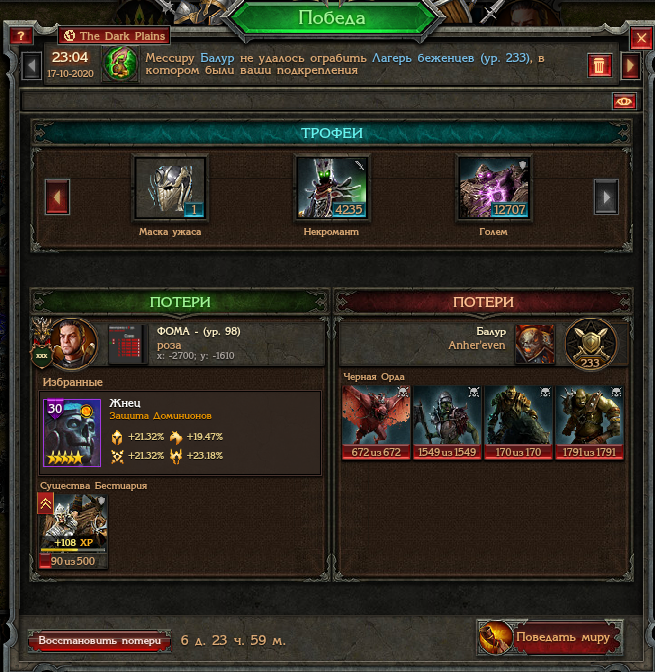 Победа
?
The Dark Plains
23:04
17-10-2020
Мессиру Балур не удалось ограбить Лагерь беженцев (ур. 233), в
котором были ваши подкрепления
ТРОФЕИ
1
4235
12707
Маска ужаса
Некромант
Голем
ПОТЕРИ
ПОТЕРИ
XXX
ФОМА - (ур. 98)
роза
x: -2700; y: -1610
Балур
Anher'even
233
Избранные
30
Жнец
Защита Доминионов
+21.32% +19.47%
+21.32% +23.18%
Черная Орда
672 из 672
1549 из 1549
170 из 170
1791 из 1791
Существа Бестиария
+108 XP
90 из 500
Восстановить потери
6 д. 23 ч. 59 м.
Поведать миру